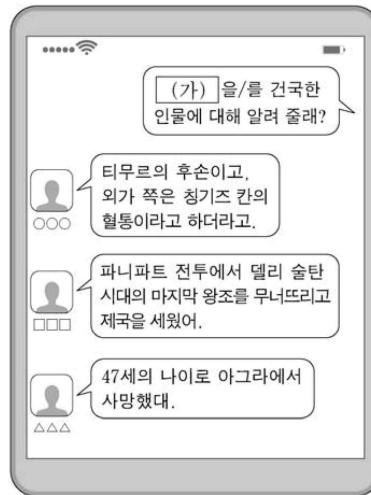 (가) 을/를 건국한
인물에 대해 알려 줄래?
티무르의 후손이고,
외가 쪽은 칭기즈 칸의
혈통이라고 하더라고.
○○○
파니파트 전투에서 델리 술탄
시대의 마지막 왕조를 무너뜨리고
제국을 세웠어.
□□□
47세의 나이로 아그라에서
사망했대.
△△△